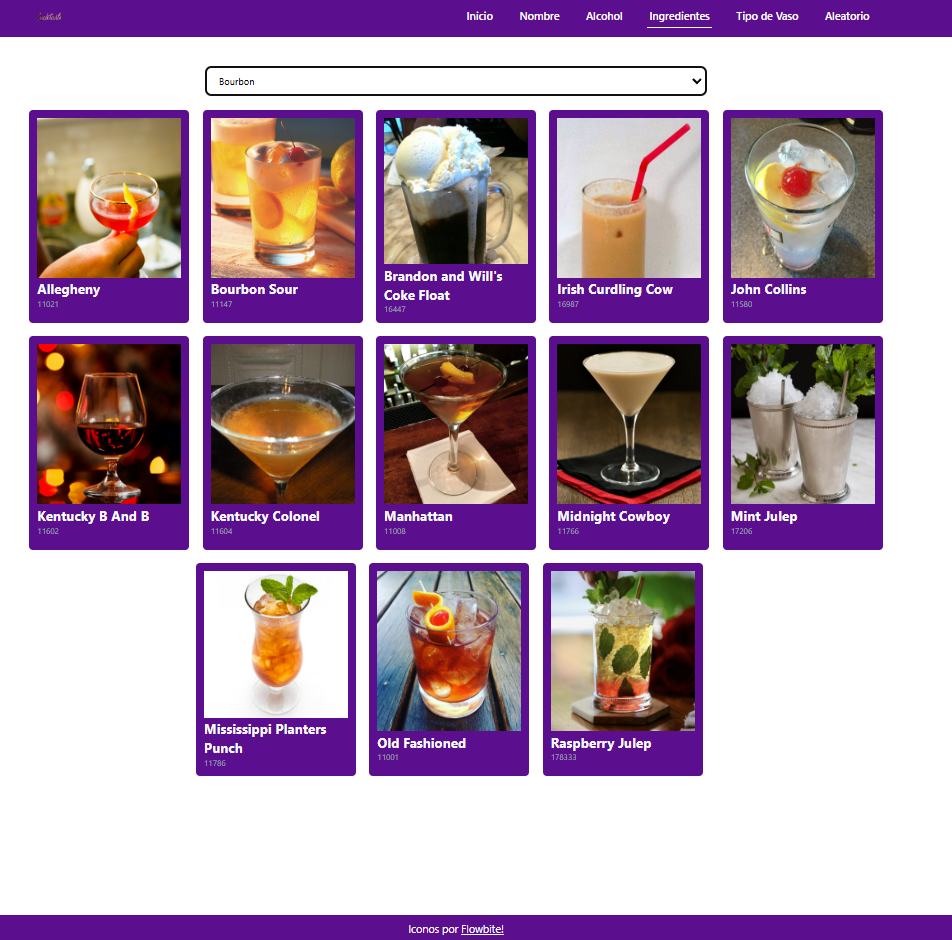 Cocktails
Inicio Nombre Alcohol Ingredientes Tipo de Vaso Aleatorio
Bourbon
Allegheny
11021
Bourbon Sour
11147
Brandon and Will's
Coke Float
16447
Irish Curdling Cow
16987
John Collins
11580
Kentucky B And B
11602
Kentucky Colonel
11604
Manhattan
11008
Midnight Cowboy
11766
Mint Julep
17206
Mississippi Planters
Punch
11786
Old Fashioned
11001
Raspberry Julep
178333
Iconos por Flowbite!